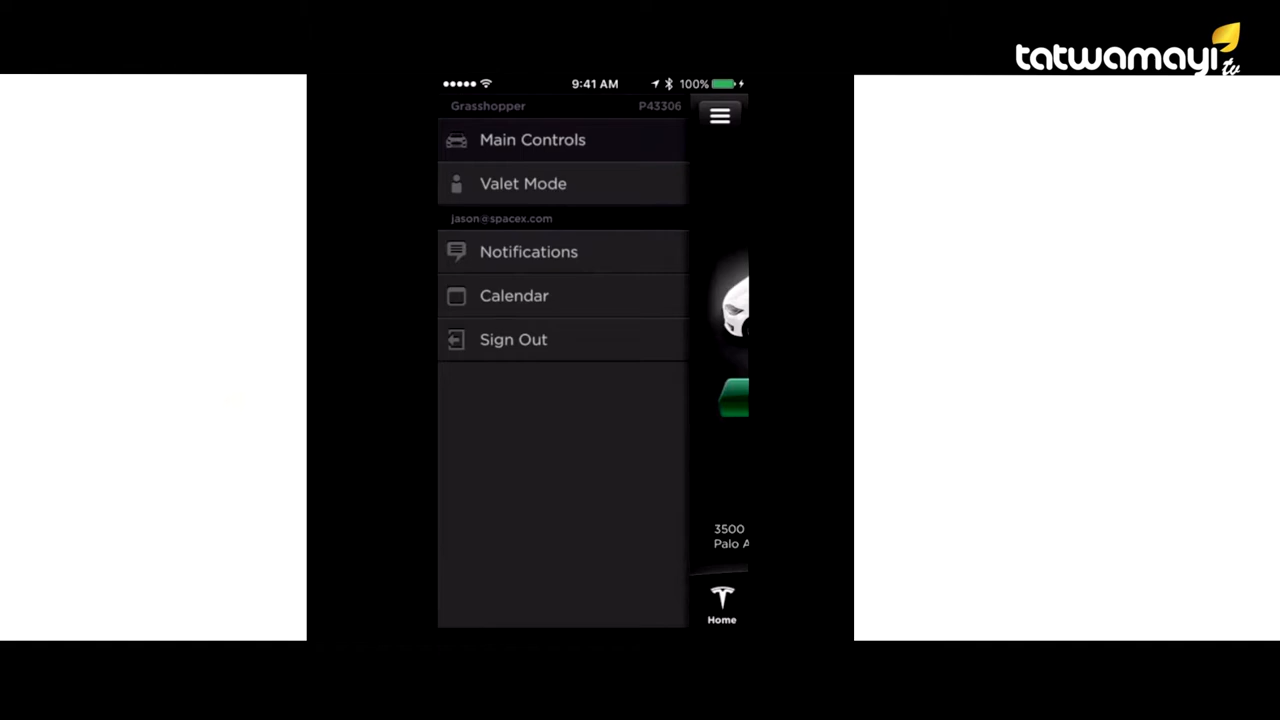 tatwamayi tv
9:41 AM 100%
Grasshopper P43306
Main Controls
Valet Mode
jason@spacex.com
Notifications
Calendar
Sign Out
3500
Palo A
Home